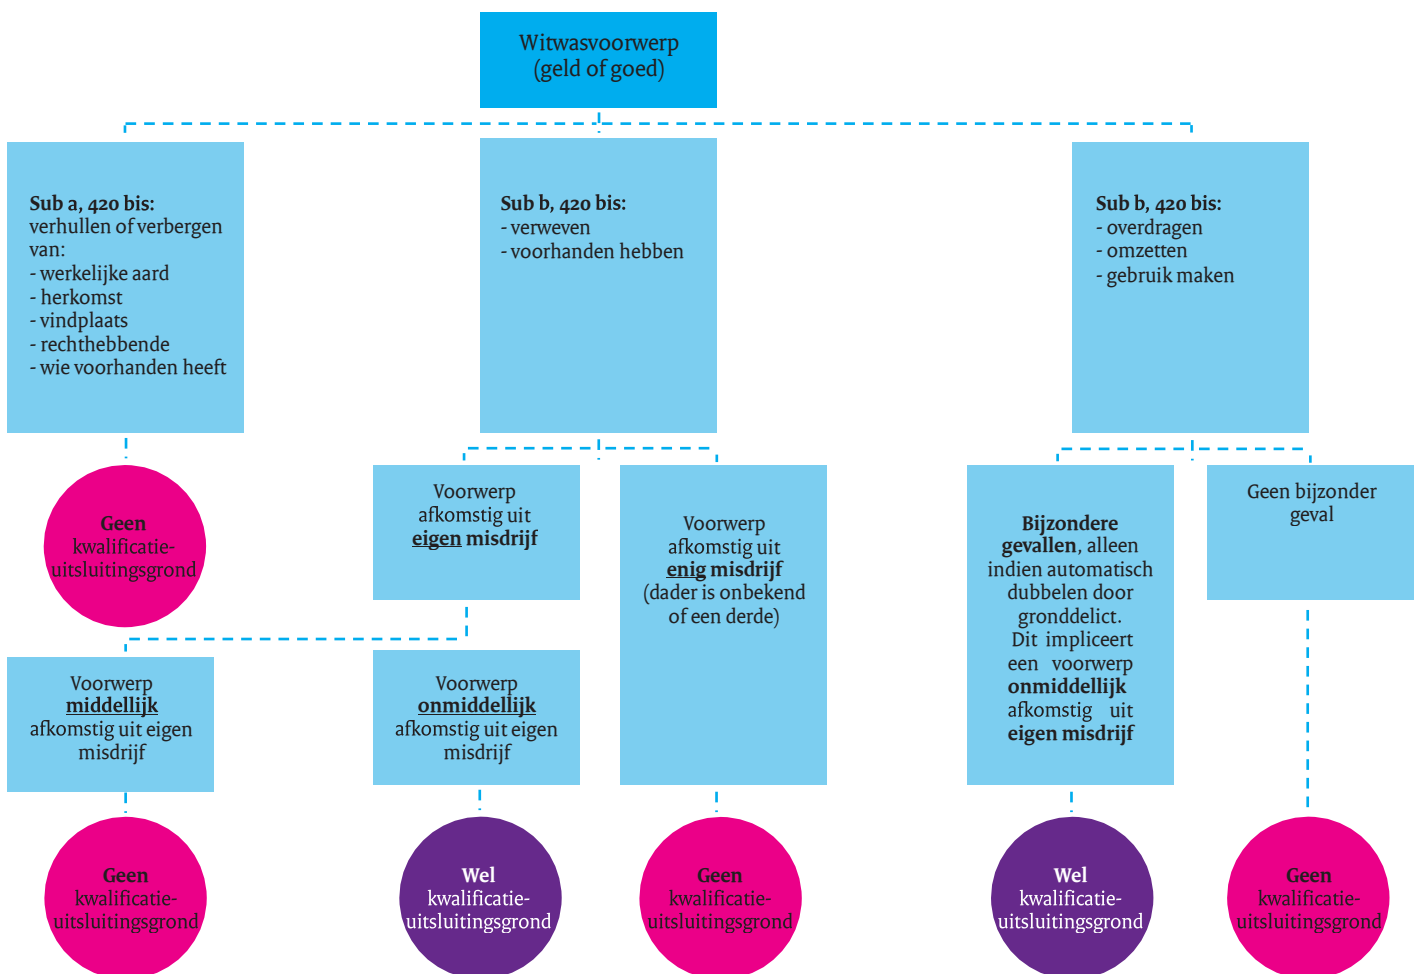 Witwasvoorwerp
(geld of goed)
Sub a, 420 bis:
verhullen of verbergen
van:
- werkelijke aard
- herkomst
- vindplaats
- rechthebbende
- wie voorhanden heeft
Sub b, 420 bis:
- verweven
- voorhanden hebben
Sub b, 420 bis:
- overdragen
- omzetten
- gebruik maken
Geen
kwalificatie-
uitsluitingsgrond
Voorwerp
afkomstig uit
eigen misdrijf
Voorwerp
afkomstig uit
enig misdrijf
(dader is onbekend
of een derde)
Bijzondere
gevallen, alleen
indien automatisch
dubbelen door
gronddelict.
Dit impliceert
een voorwerp
onmiddellijk
afkomstig uit
eigen misdrijf
Geen bijzonder
geval
Voorwerp
middellijk
afkomstig uit eigen
misdrijf
Voorwerp
onmiddellijk
afkomstig uit eigen
misdrijf
Geen
kwalificatie-
uitsluitingsgrond
Wel
kwalificatie-
uitsluitingsgrond
Geen
kwalificatie-
uitsluitingsgrond
Wel
kwalificatie-
uitsluitingsgrond
Geen
kwalificatie-
uitsluitingsgrond